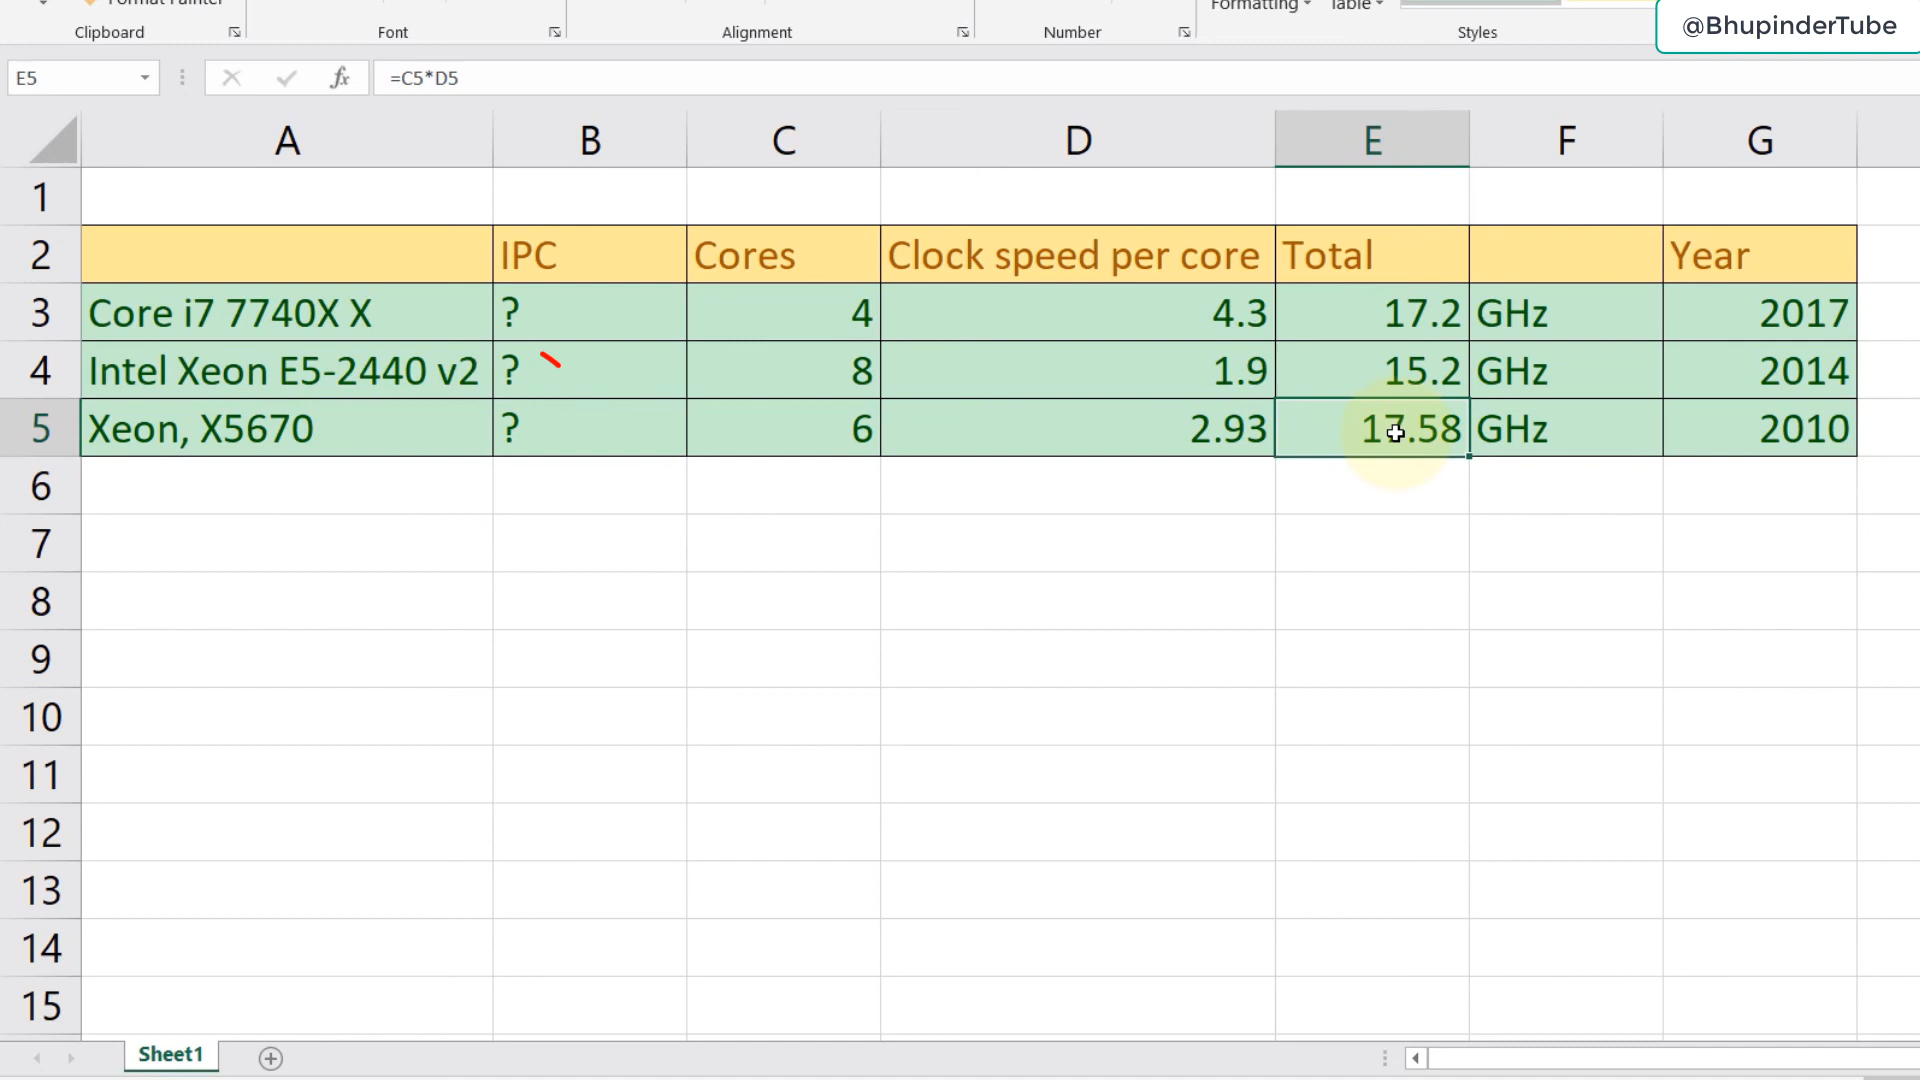 Format Painter
Formatting Table
Clipboard Font Alignment Number Styles
@BhupinderTube
E5 fx =C5*D5
A B C D E F G
1
2 IPC Cores Clock speed per core Total Year
3 Core i7 7740X X ? 4 4.3 17.2 GHz 2017
4 Intel Xeon E5-2440 v2 ? 8 1.9 15.2 GHz 2014
5 Xeon, X5670 ? 6 2.93 17.58 GHz 2010
6
7
8
9
10
11
12
13
14
15
Sheet1